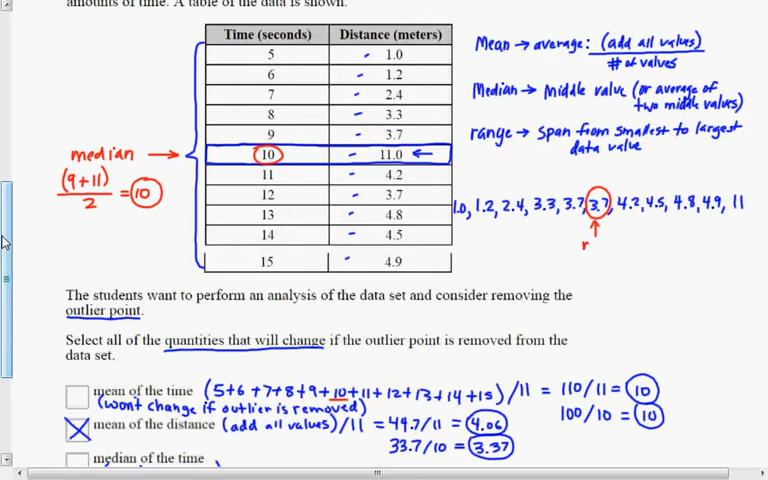 amounts of time. A table of the data is shown.
Time (seconds) Distance (meters)
5 1.0
6 1.2
7 2.4
8 3.3
9 3.7
10 11.0
11 4.2
12 3.7
13 4.8
14 4.5
15 4.9
Mean → average: (add all values)
# of values
Median → Middle value (or average of
two middle values)
range → span from smallest to largest
data value
median →
(9+11)
2
= 10
1.0, 1.2, 2.4, 3.3, 3.7, 3.7, 4.2, 4.5, 4.8, 4.9, 11
r
The students want to perform an analysis of the data set and consider removing the
outlier point.
Select all of the quantities that will change if the outlier point is removed from the
data set.
mean of the time (5+6+7+8+9+10+11+12+13+14+15)/11 = 110/11 = 10
(wont change if outlier is removed) 100/10 = 10
mean of the distance (add all values)/11 = 44.7/11 = 4.06
33.7/10 = 3.37
median of the time